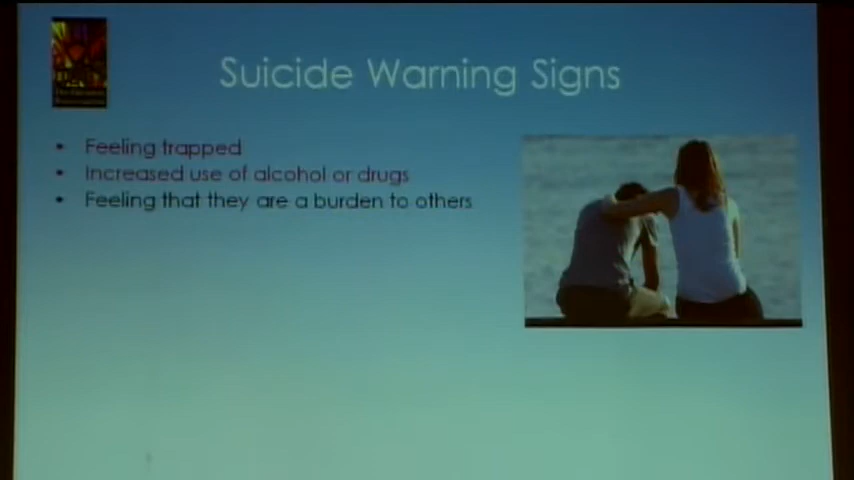 Suicide Warning Signs
• Feeling trapped
• Increased use of alcohol or drugs
• Feeling that they are a burden to others